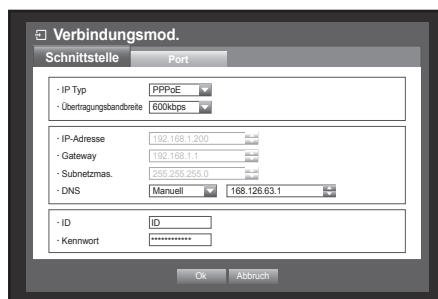 Verbindungsmod.
Schnittstelle Port
· IP Typ PPPoE
· Übertragungsbandbreite 600kbps
· IP-Adresse 192.168.1.200
· Gateway 192.168.1.1
· Subnetzmas. 255.255.255.0
· DNS Manuell 168.126.63.1
· ID ID
· Kennwort ************
Ok Abbruch